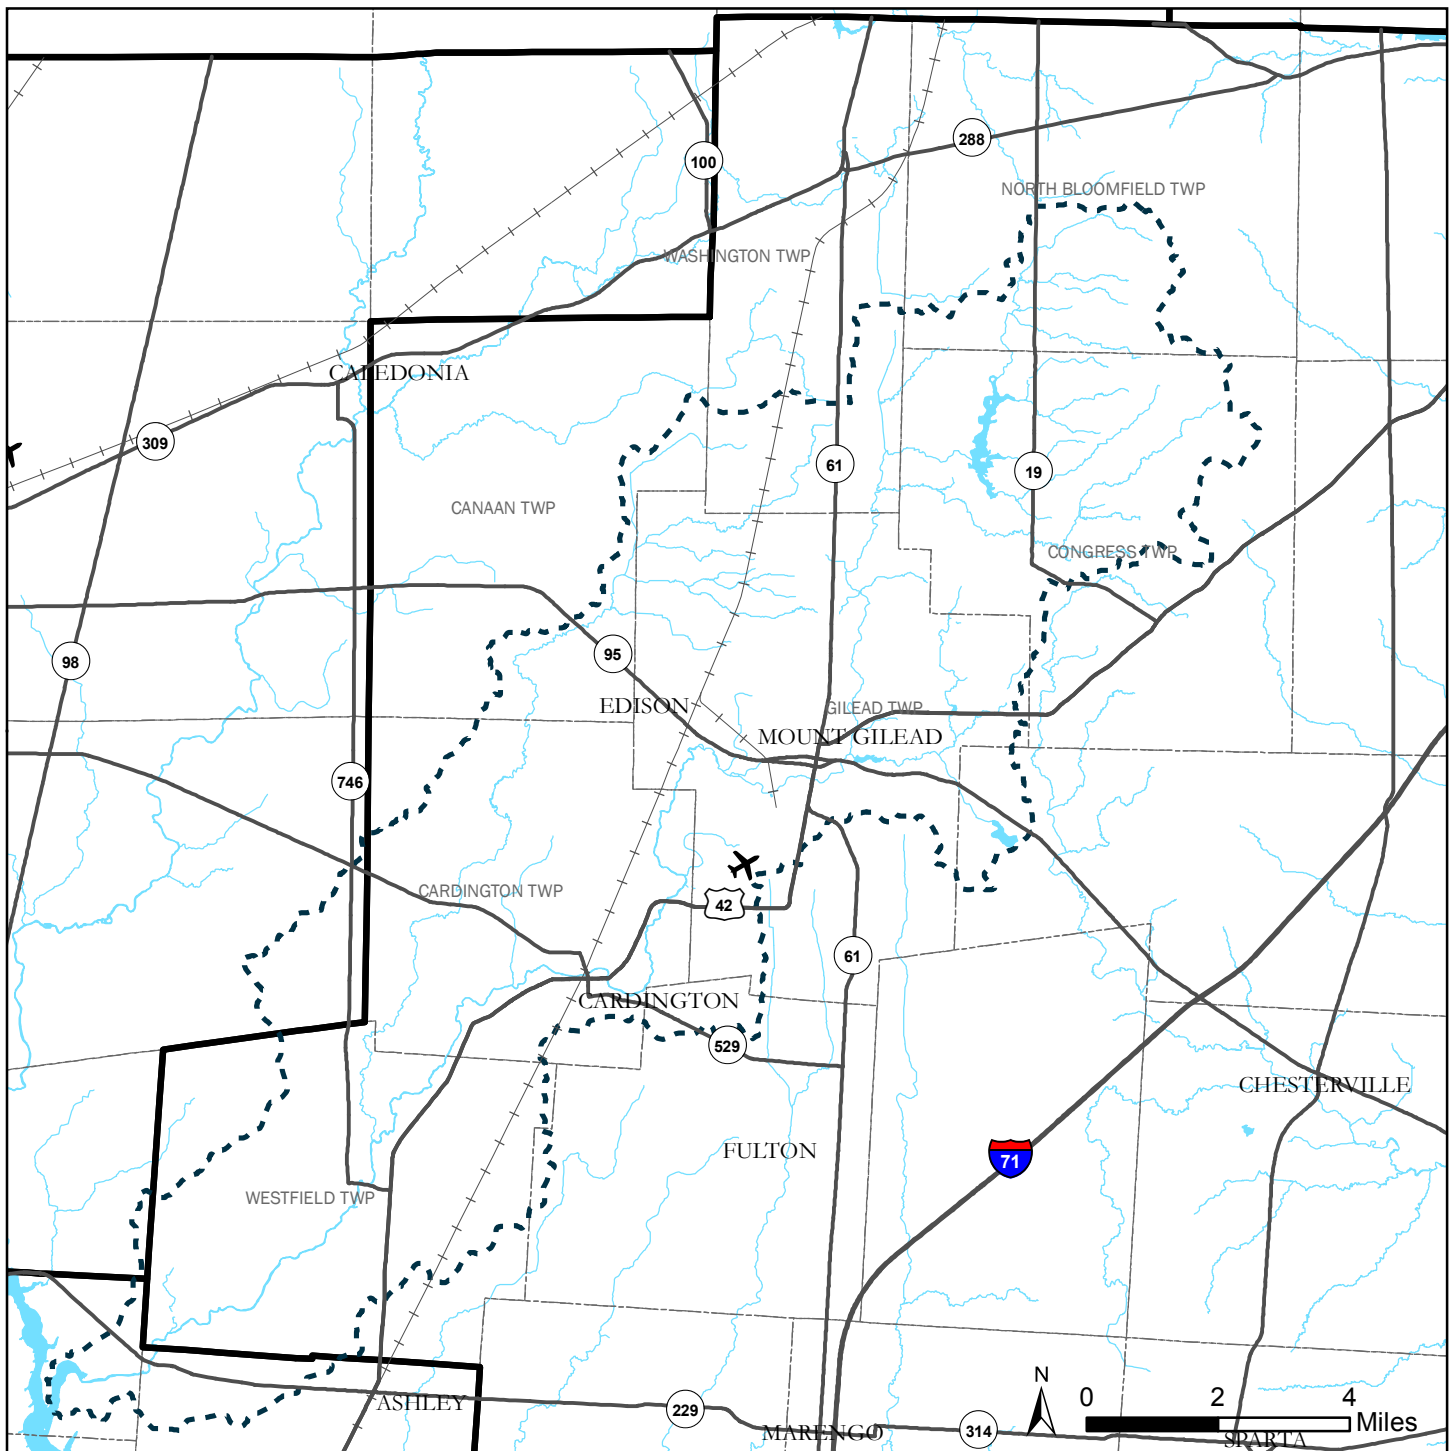 288
100
NORTH BLOOMFIELD TWP
WASHINGTON TWP
CALEDONIA
309
61
19
CANAAN TWP
CONGRESS TWP
98
95
EDISON
GILEAD TWP
MOUNT GILEAD
746
CARDINGTON TWP
42
61
CARDINGTON
529
CHESTERVILLE
FULTON
71
WESTFIELD TWP
N
0 2 4
Miles
ASHLEY
229
MARENGO
314
SPARTA